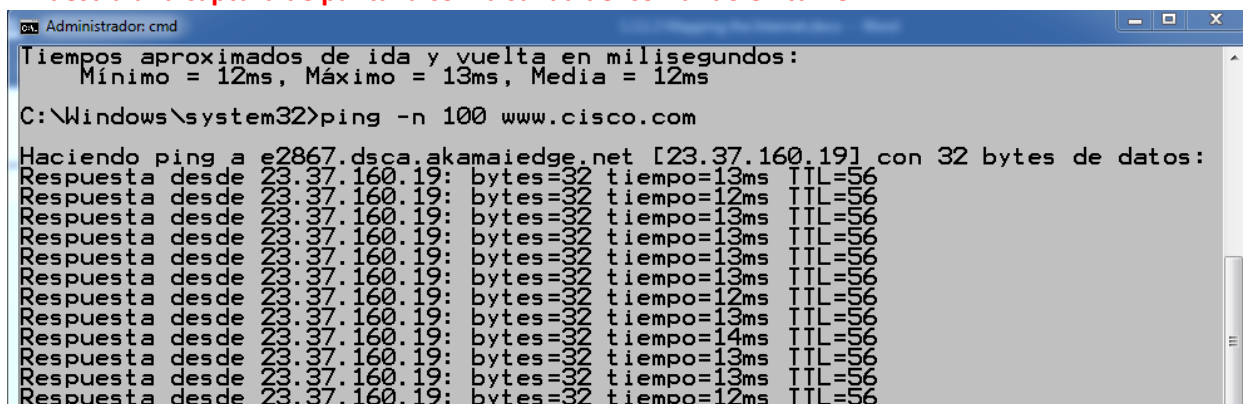 Administrador: cmd
Tiempos aproximados de ida y vuelta en milisegundos:
Mínimo = 12ms, Máximo = 13ms, Media = 12ms
C:\Windows\system32>ping -n 100 www.cisco.com
Haciendo ping a e2867.dsca.akamaiedge.net [23.37.160.19] con 32 bytes de datos:
Respuesta desde 23.37.160.19: bytes=32 tiempo=13ms TTL=56
Respuesta desde 23.37.160.19: bytes=32 tiempo=12ms TTL=56
Respuesta desde 23.37.160.19: bytes=32 tiempo=13ms TTL=56
Respuesta desde 23.37.160.19: bytes=32 tiempo=13ms TTL=56
Respuesta desde 23.37.160.19: bytes=32 tiempo=13ms TTL=56
Respuesta desde 23.37.160.19: bytes=32 tiempo=13ms TTL=56
Respuesta desde 23.37.160.19: bytes=32 tiempo=12ms TTL=56
Respuesta desde 23.37.160.19: bytes=32 tiempo=13ms TTL=56
Respuesta desde 23.37.160.19: bytes=32 tiempo=14ms TTL=56
Respuesta desde 23.37.160.19: bytes=32 tiempo=13ms TTL=56
Respuesta desde 23.37.160.19: bytes=32 tiempo=13ms TTL=56
Respuesta desde 23.37.160.19: bytes=32 tiempo=12ms TTL=56